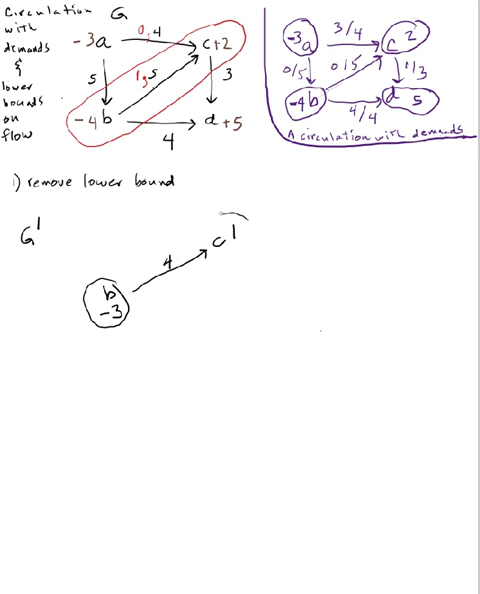 Circulation
with
demands
&
lower
bounds
on
flow
G
-3a
0,4
c+2
5
1,5
3
-4b
4
d+5
-3 a
3/4
c 2
0/5
0/5
1/3
-4b
4/4
d 5
A circulation with demands
1) remove lower bound
G'
4
c 1
b
-3